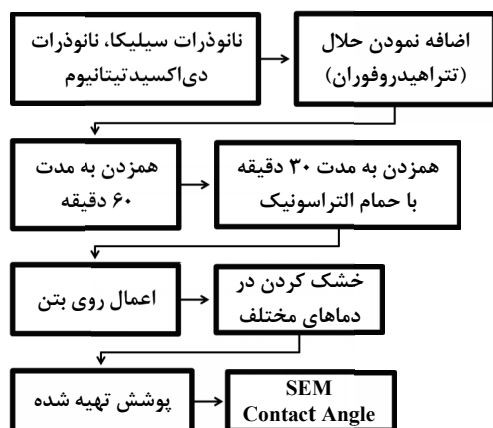 نانوذرات سیلیکا، نانوذرات
دی‌اکسیدتیتانیوم
اضافه نمودن حلال
(تتراهیدروفوران)
همزدن به مدت
۶۰ دقیقه
همزدن به مدت ۳۰ دقیقه
با حمام التراسونیک
اعمال روی بتن
خشک کردن در
دماهای مختلف
پوشش تهیه شده
SEM
Contact Angle